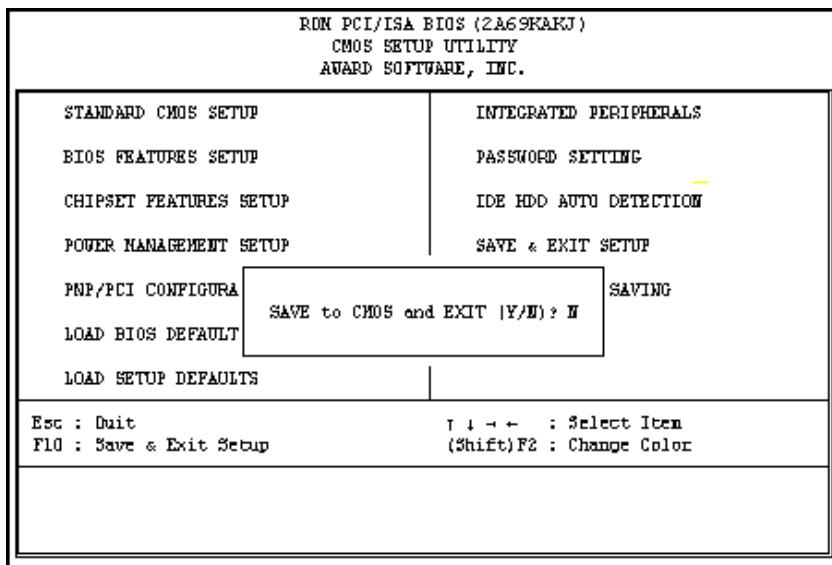 ROM PCI/ISA BIOS (2A69KAKJ)
CMOS SETUP UTILITY
AWARD SOFTWARE, INC.
STANDARD CMOS SETUP
BIOS FEATURES SETUP
CHIPSET FEATURES SETUP
POWER MANAGEMENT SETUP
PNP/PCI CONFIGURA
LOAD BIOS DEFAULT
LOAD SETUP DEFAULTS
INTEGRATED PERIPHERALS
PASSWORD SETTING
IDE HDD AUTO DETECTION
SAVE & EXIT SETUP
SAVING
SAVE to CMOS and EXIT (Y/N)? N
Esc : Quit
F10 : Save & Exit Setup
↑ ↓ → ← : Select Item
(Shift)F2 : Change Color